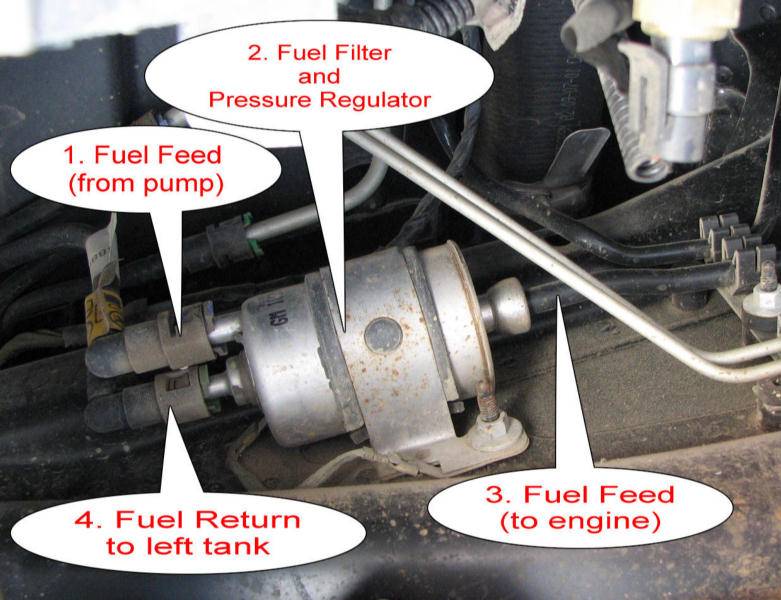 2. Fuel Filter
and
Pressure Regulator
1. Fuel Feed
(from pump)
GM
3. Fuel Feed
(to engine)
4. Fuel Return
to left tank